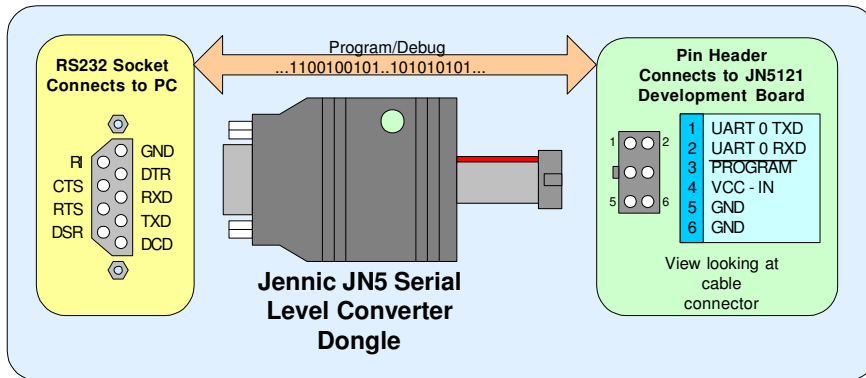 Program/Debug
...1100100101..101010101...
RS232 Socket
Connects to PC
GND
RI
DTR
CTS
RXD
RTS
TXD
DSR
DCD
Jennic JN5 Serial
Level Converter
Dongle
Pin Header
Connects to JN5121
Development Board
1 2
5 6
1 UART 0 TXD
2 UART 0 RXD
3 PROGRAM
4 VCC - IN
5 GND
6 GND
View looking at
cable
connector